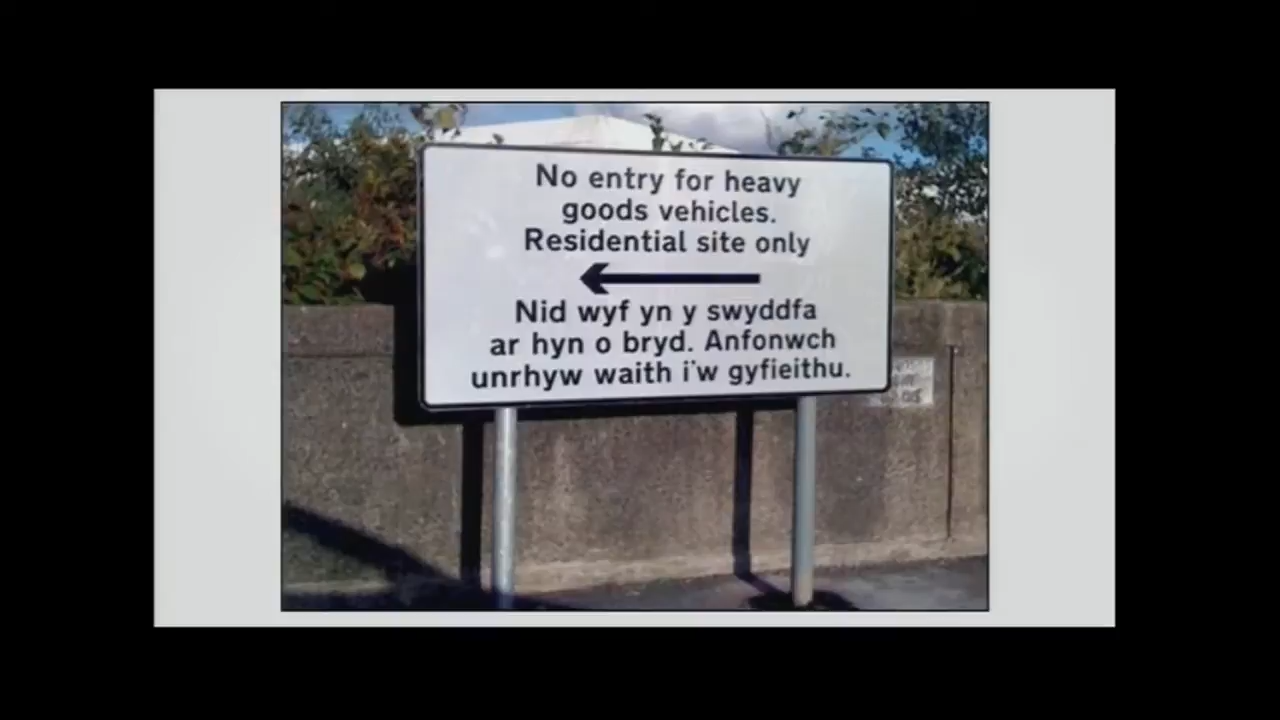 No entry for heavy
goods vehicles.
Residential site only
Nid wyf yn y swyddfa
ar hyn o bryd. Anfonwch
unrhyw waith i'w gyfieithu.